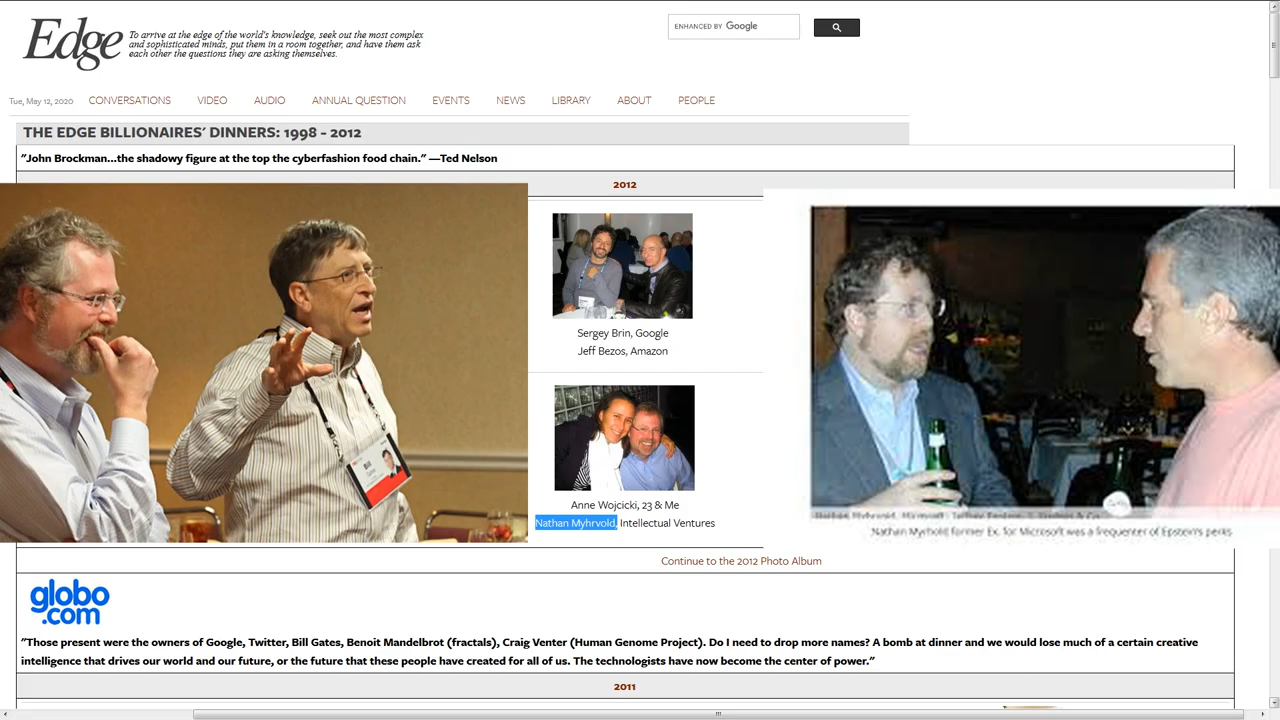 Edge
To arrive at the edge of the world's knowledge, seek out the most complex
and sophisticated minds, put them in a room together, and have them ask
each other the questions they are asking themselves.
ENHANCED BY Google
Tue, May 12, 2020 CONVERSATIONS VIDEO AUDIO ANNUAL QUESTION EVENTS NEWS LIBRARY ABOUT PEOPLE
THE EDGE BILLIONAIRES' DINNERS: 1998 - 2012
"John Brockman...the shadowy figure at the top the cyberfashion food chain." —Ted Nelson
2012
Sergey Brin, Google
Jeff Bezos, Amazon
Bill
Anne Wojcicki, 23 & Me
Nathan Myhrvold, Intellectual Ventures
Nathan Myrhold former Ex. for Microsoft was a frequenter of Epstein's perks
Continue to the 2012 Photo Album
globo
.com
"Those present were the owners of Google, Twitter, Bill Gates, Benoit Mandelbrot (fractals), Craig Venter (Human Genome Project). Do I need to drop more names? A bomb at dinner and we would lose much of a certain creative
intelligence that drives our world and our future, or the future that these people have created for all of us. The technologists have now become the center of power."
2011